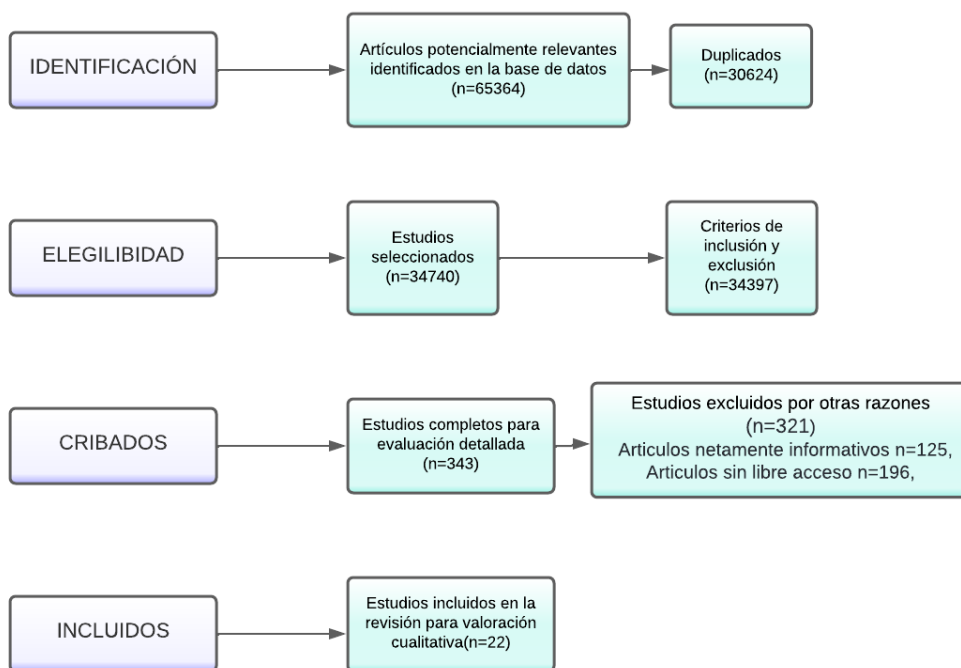 IDENTIFICACIÓN
Artículos potencialmente relevantes
identificados en la base de datos
(n=65364)
Duplicados
(n=30624)
ELEGILIBIDAD
Estudios
seleccionados
(n=34740)
Criterios de
inclusión y
exclusión
(n=34397)
CRIBADOS
Estudios completos para
evaluación detallada
(n=343)
Estudios excluidos por otras razones
(n=321)
Articulos netamente informativos n=125,
Articulos sin libre acceso n=196,
INCLUIDOS
Estudios incluidos en la
revisión para valoración
cualitativa(n=22)